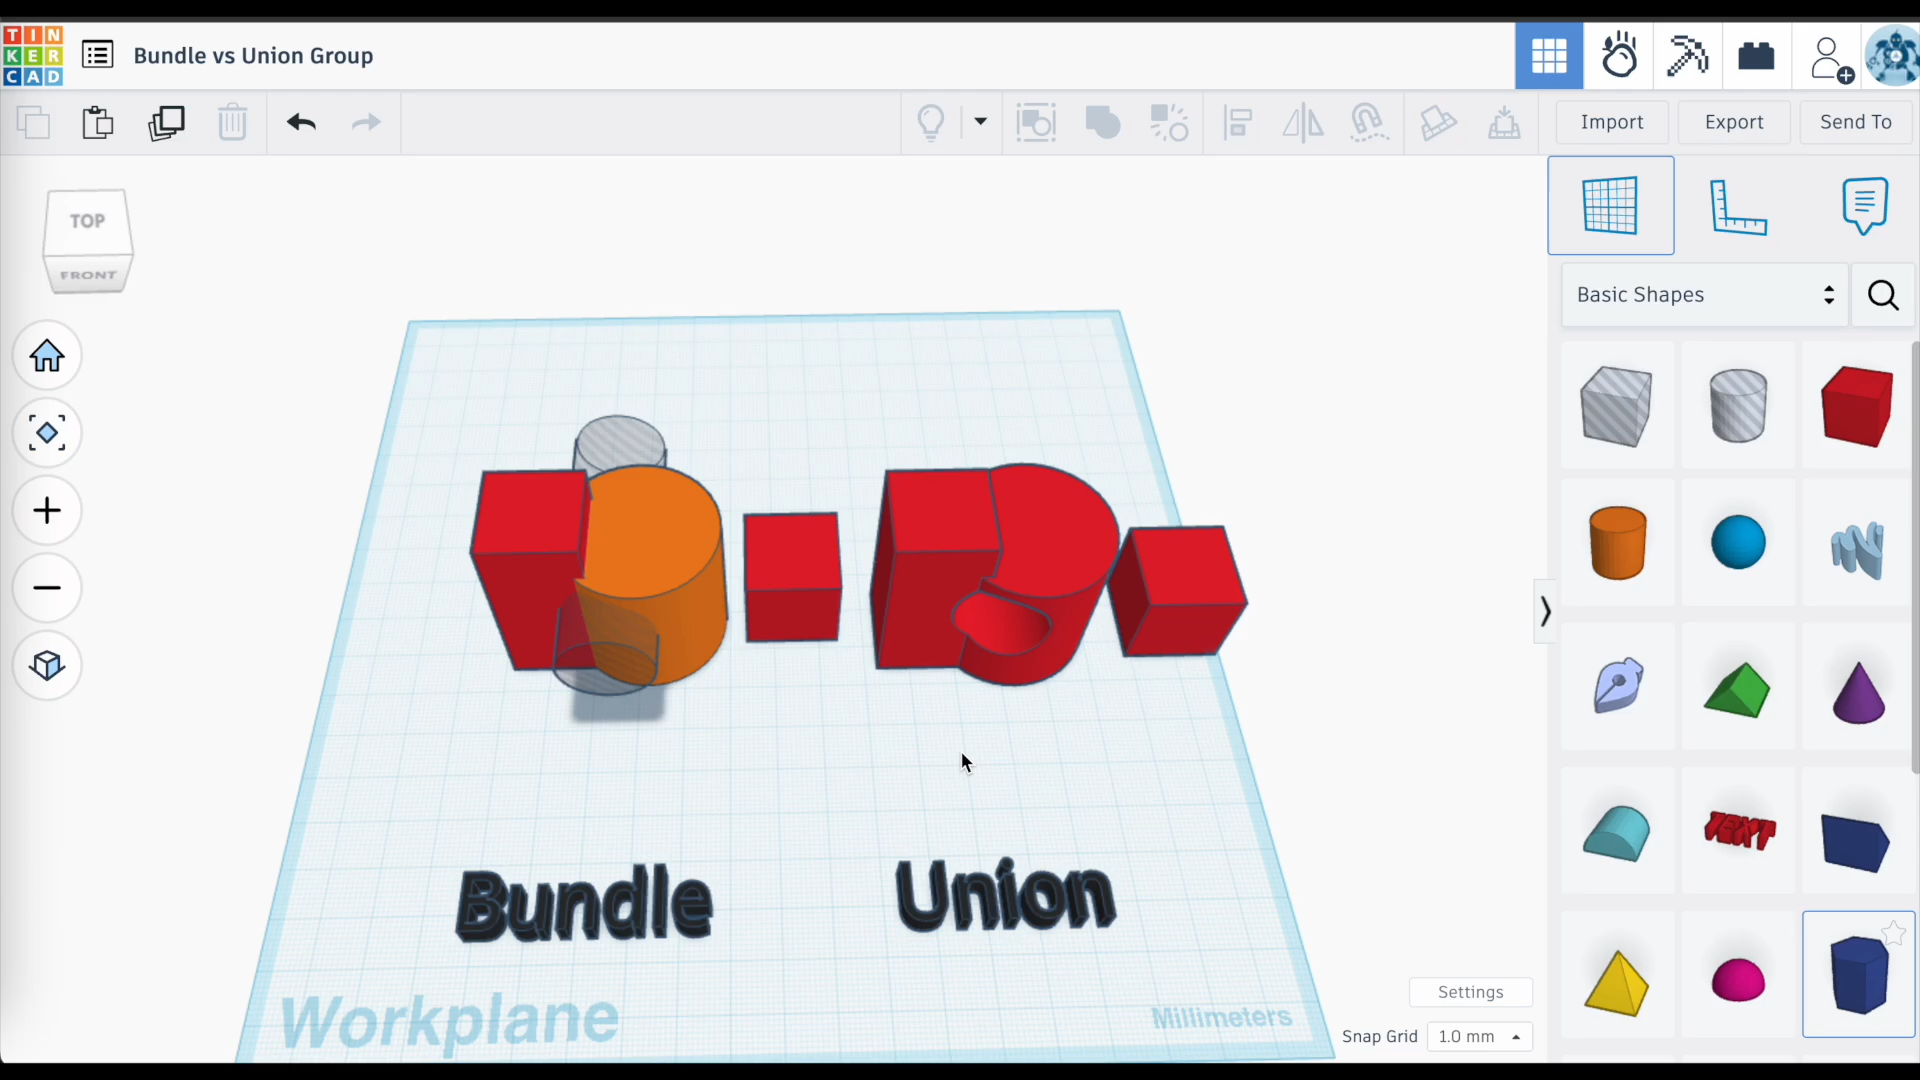 TIN
KER
CAD
Bundle vs Union Group
Import
Export
Send To
TOP
FRONT
Basic Shapes
TEXT
Bundle
Union
Workplane
Millimeters
Settings
Snap Grid
1.0 mm